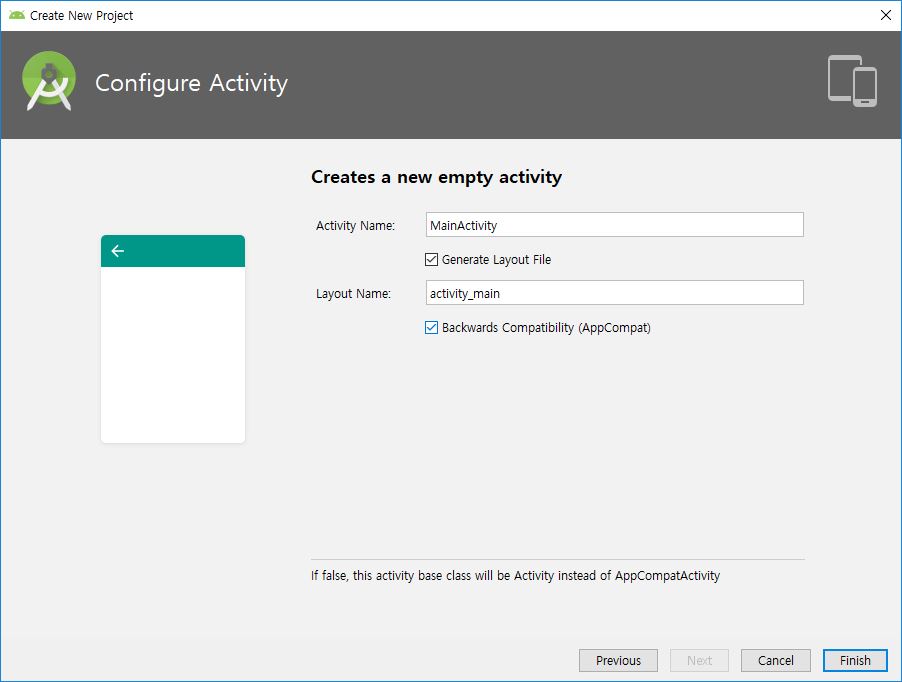 Create New Project
Configure Activity
Creates a new empty activity
Activity Name: MainActivity
Generate Layout File
Layout Name: activity_main
Backwards Compatibility (AppCompat)
If false, this activity base class will be Activity instead of AppCompatActivity
Previous Next Cancel Finish